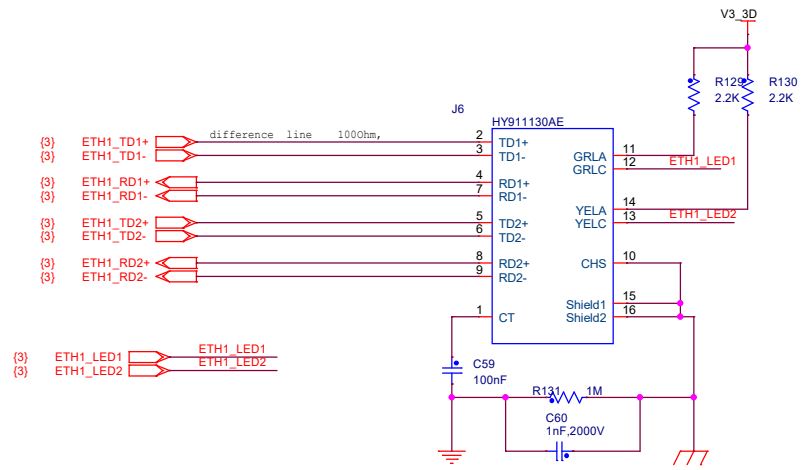 V3_3D
R129
2.2K
R130
2.2K
J6
HY911130AE
difference line 100Ohm,
{3} ETH1_TD1+ 2 TD1+
{3} ETH1_TD1- 3 TD1-
GRLA 11
GRLC 12 ETH1_LED1
{3} ETH1_RD1+ 4 RD1+
{3} ETH1_RD1- 7 RD1-
YELA 14
YELC 13 ETH1_LED2
{3} ETH1_TD2+ 5 TD2+
{3} ETH1_TD2- 6 TD2-
{3} ETH1_RD2+ 8 RD2+
{3} ETH1_RD2- 9 RD2-
CHS 10
Shield1 15
Shield2 16
1 CT
{3} ETH1_LED1 ETH1_LED1
{3} ETH1_LED2 ETH1_LED2
C59
100nF
R131 1M
C60
1nF,2000V